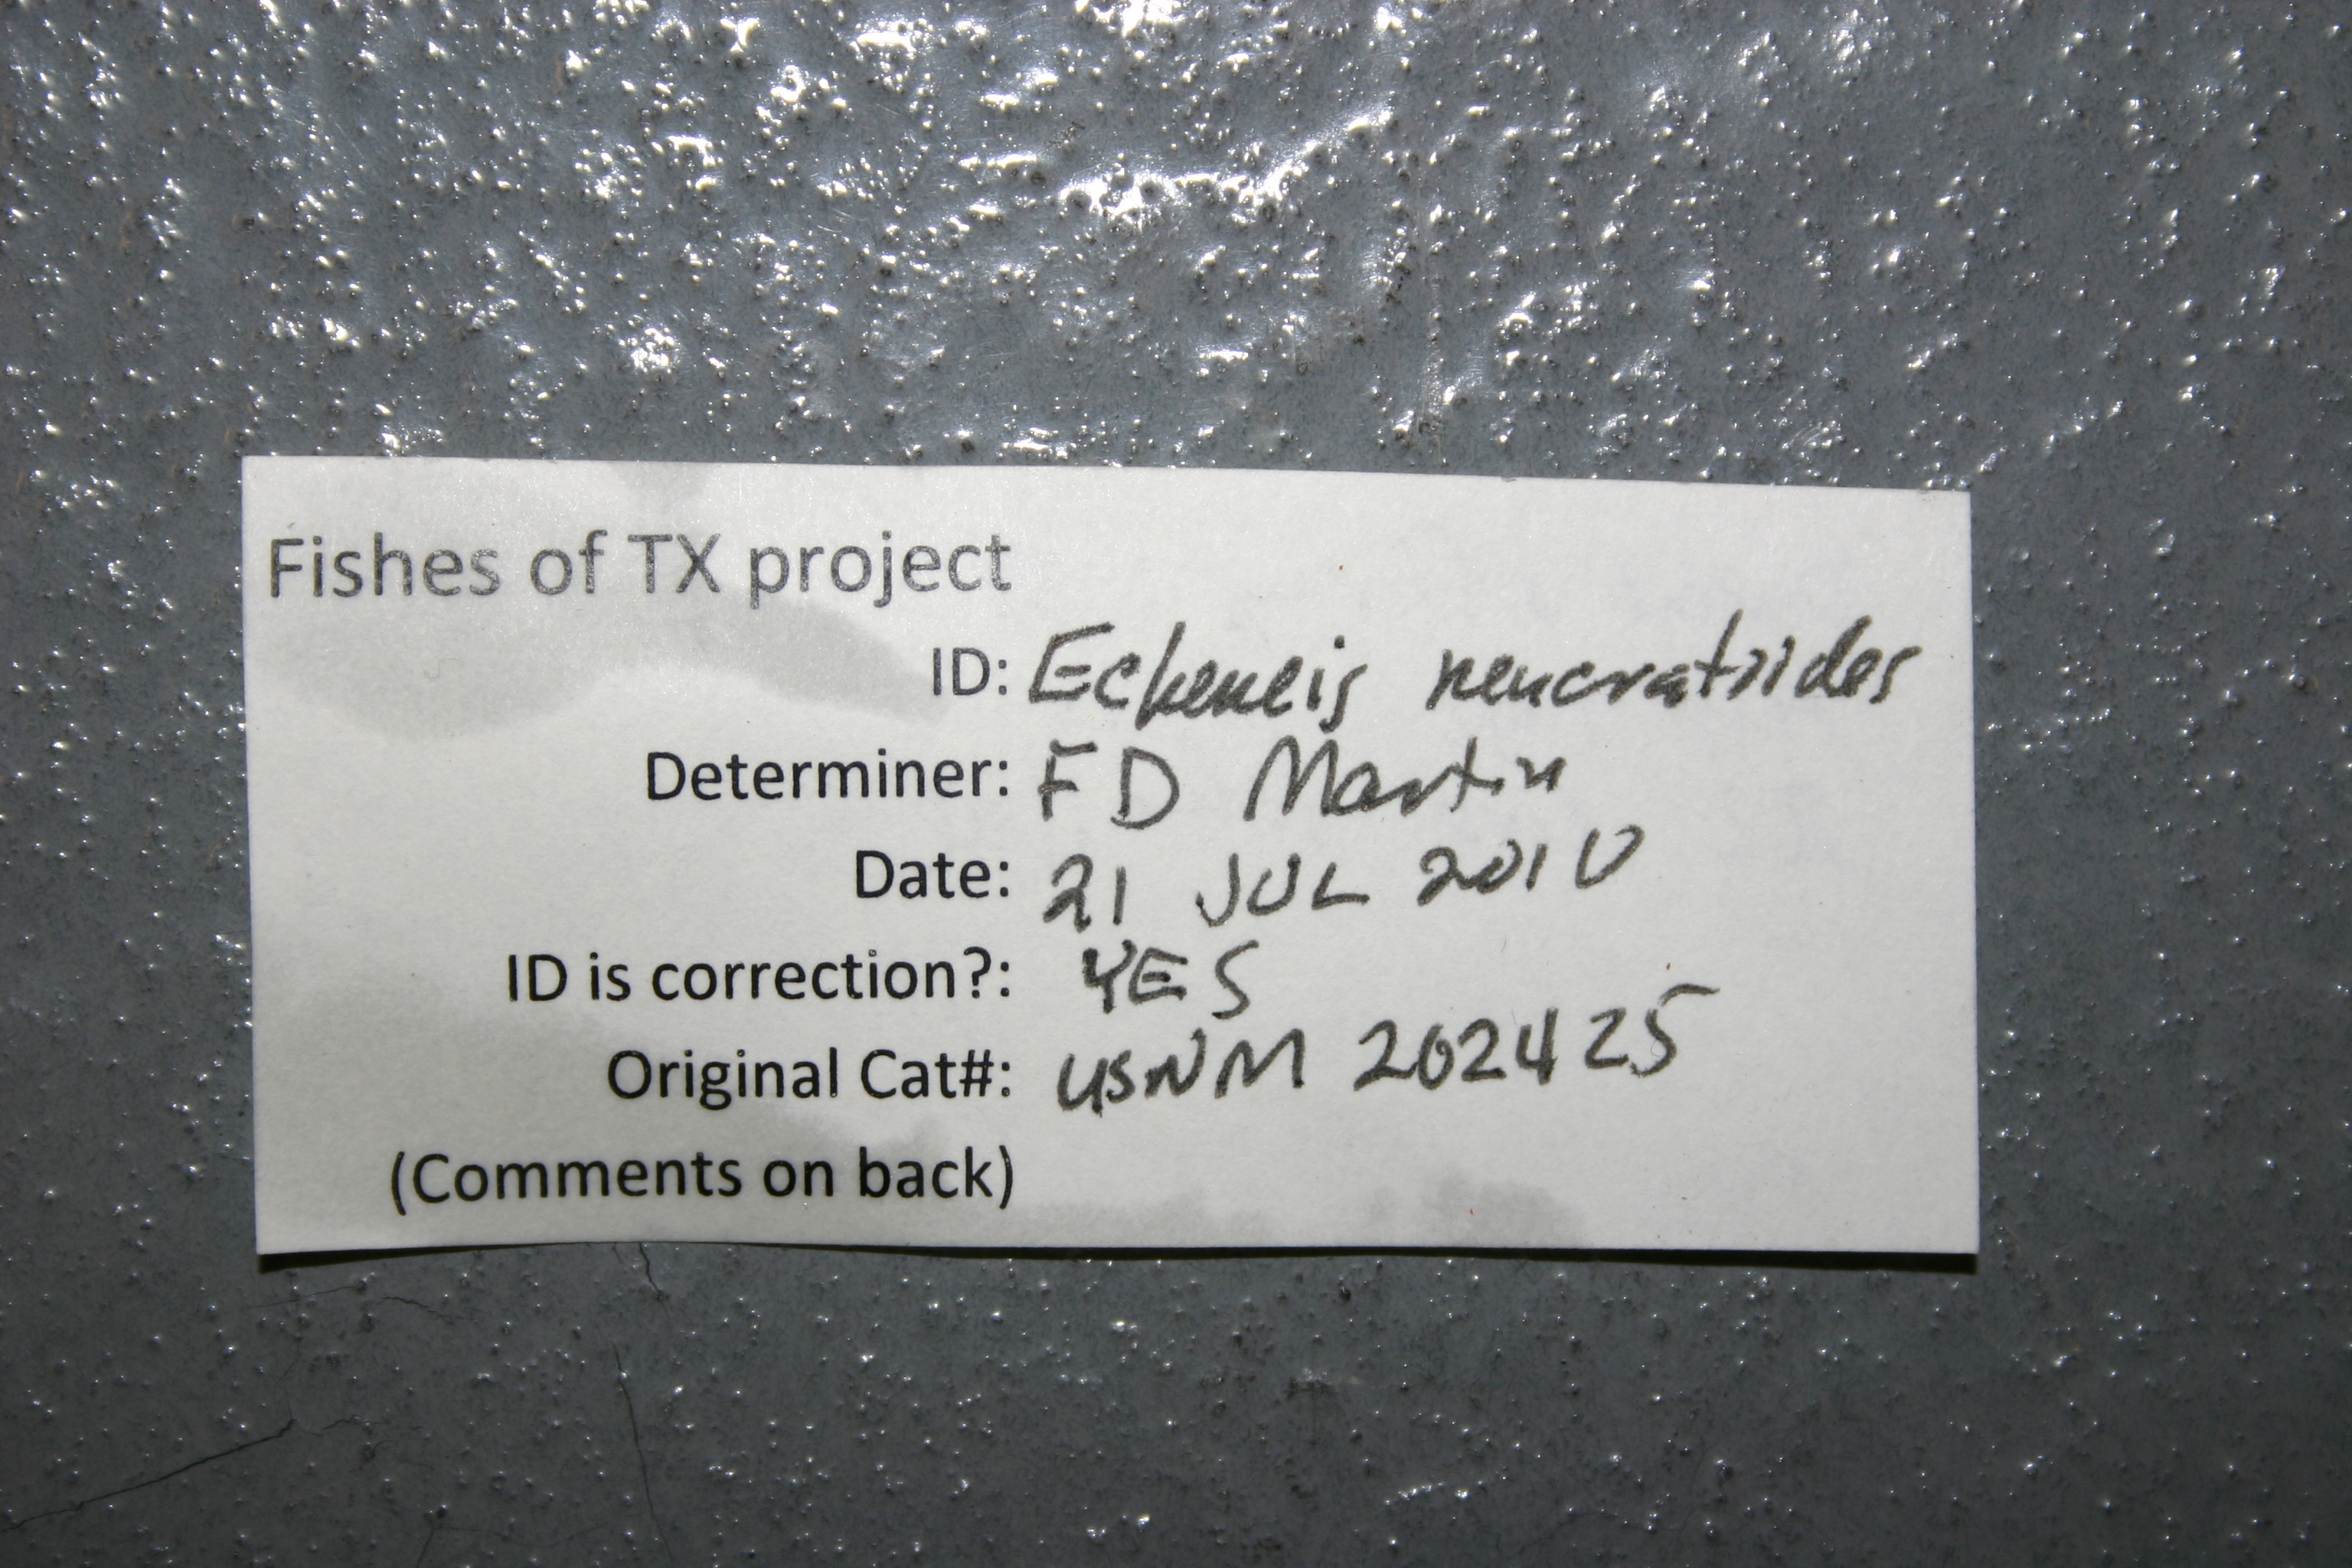 Fishes of TX project
ID: Echeneis neucratoides
Determiner: FD Martin
Date: 21 JUL 2010
ID is correction?: YES
Original Cat#: USNM 202425
(Comments on back)